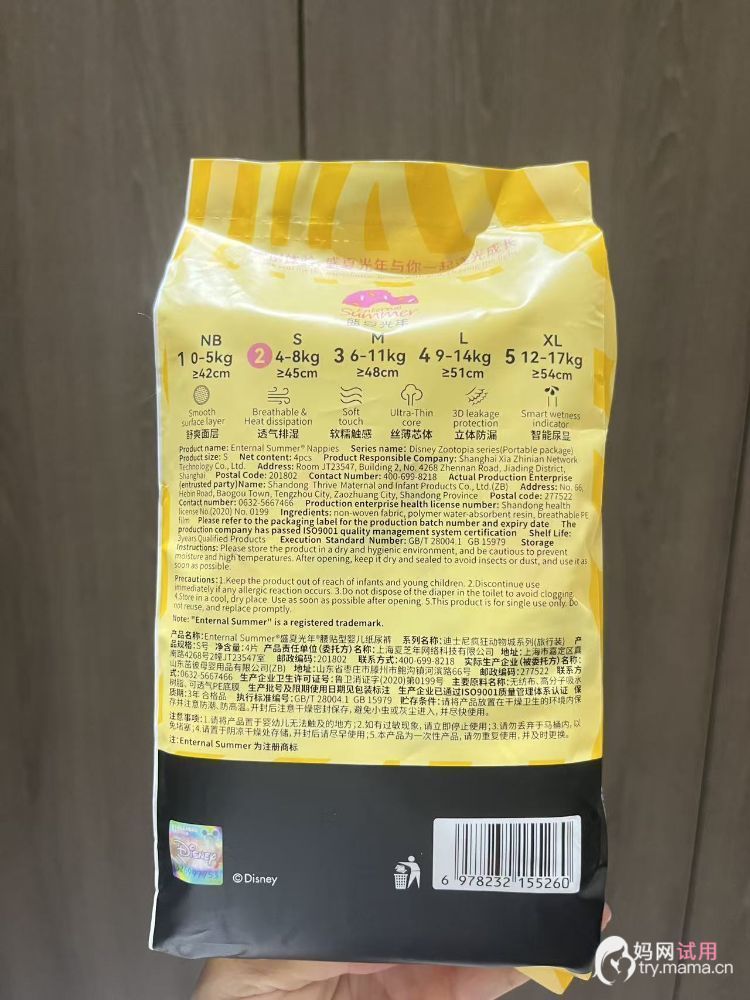 盛夏光年与你一起逐光成长
Enternal
Summer
盛夏光年
NB S M L XL
1 0-5kg 2 4-8kg 3 6-11kg 4 9-14kg 5 12-17kg
≥42cm ≥45cm ≥48cm ≥51cm ≥54cm
Smooth Breathable & Soft Ultra-Thin 3D leakage Smart wetness
surface layer Heat dissipation touch core protection indicator
舒爽面层 透气排湿 软糯触感 丝薄芯体 立体防漏 智能尿显
Product name: Enternal Summer® Nappies Series name: Disney Zootopia series(Portable package)
Product size: S Net content: 4pcs Product Responsible Company: Shanghai Xia Zhinian Network
Technology Co., Ltd. Address: Room JT23547, Building 2, No. 4268 Zhennan Road, Jiading District,
Shanghai Postal Code: 201802 Contact Number: 400-699-8218 Actual Production Enterprise
(entrusted party)Name: Shandong Thrive Maternal and Infant Products Co., Ltd.(ZB) Address: No. 66,
Hebin Road, Baogou Town, Tengzhou City, Zaozhuang City, Shandong Province Postal code: 277522
Contact number: 0632-5667466 Production enterprise health license number: Shandong health
license No.(2020) No. 0199 Ingredients: non-woven fabric, polymer water-absorbent resin, breathable PE
film Please refer to the packaging label for the production batch number and expiry date The
production company has passed ISO9001 quality management system certification Shelf Life:
3years Qualified Products Execution Standard Number: GB/T 28004.1 GB 15979 Storage
Instructions: Please store the product in a dry and hygienic environment, and be cautious to prevent
moisture and high temperatures. After opening, keep it dry and sealed to avoid insects or dust, and use it as
soon as possible.
Precautions: 1.Keep the product out of reach of infants and young children. 2.Discontinue use
immediately if any allergic reaction occurs. 3.Do not dispose of the diaper in the toilet to avoid clogging.
4.Store in a cool, dry place. Use as soon as possible after opening. 5.This product is for single use only. Do
not reuse, and replace promptly.
Note: "Enternal Summer" is a registered trademark.
产品名称: Enternal Summer®盛夏光年®腰贴型婴儿纸尿裤 系列名称: 迪士尼疯狂动物城系列(旅行装) 产
品规格: S号 净含量: 4片 产品责任单位(委托方)名称: 上海夏芝年网络科技有限公司 地址: 上海市嘉定区真
南路4268号2幢JT23547室 邮政编码: 201802 联系方式: 400-699-8218 实际生产企业(被委托方)名称:
山东茁彼母婴用品有限公司(ZB) 地址: 山东省枣庄市滕州市鲍沟镇河滨路66号 邮政编码: 277522 联系方
式: 0632-5667466 生产企业卫生许可证号: 鲁卫消证字(2020)第0199号 主要原料名称: 无纺布、高分子吸水
树脂、可透气PE底膜 生产批号及限期使用日期见包装标注 生产企业已通过ISO9001质量管理体系认证 保
质期: 3年 合格品 执行标准编号: GB/T 28004.1 GB 15979 贮存条件: 请将产品放置在干燥卫生的环境内保
存并注意防潮、防高温。开封后注意干燥密封保存, 避免小虫或灰尘进入, 并尽快使用。
注意事项: 1.请将产品置于婴幼儿无法触及的地方; 2.如有过敏现象, 请立即停止使用; 3.请勿丢弃于马桶内, 以
免堵塞; 4.请置于阴凉干燥处存储, 开封后请尽早使用; 5.本产品为一次性产品, 请勿重复使用, 并及时更换。
注: Enternal Summer 为注册商标
Disney
©Disney
6 978232 155260
妈网试用
try.mama.cn